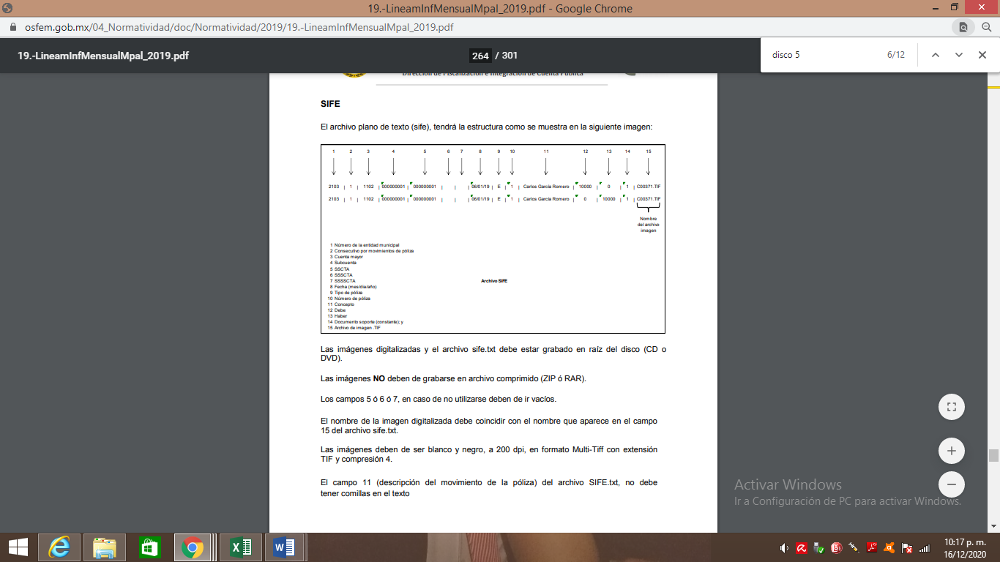 19.-LineamInfMensualMpal_2019.pdf - Google Chrome
osfem.gob.mx/04_Normatividad/doc/Normatividad/2019/19.-LineamInfMensualMpal_2019.pdf
19.-LineamInfMensualMpal_2019.pdf
264 / 301
disco 5 6/12
Dirección de Fiscalización e Integración de Cuenta Pública
SIFE
El archivo plano de texto (sife), tendrá la estructura como se muestra en la siguiente imagen:
1 2 3 4 5 6 7 8 9 10 11 12 13 14 15
2103 | 1 | 1102 | 000000001 | 000000001 | | | 06/01/19 | E | 1 | Carlos García Romero | 10000 | 0 | 1 | C00371.TIF
2103 | 1 | 1102 | 000000001 | 000000001 | | | 06/01/19 | E | 1 | Carlos García Romero | 0 | 10000 | 1 | C00371.TIF
Nombre
del archivo
imagen
1 Número de la entidad municipal
2 Consecutivo por movimientos de póliza
3 Cuenta mayor
4 Subcuenta
5 SSCTA
6 SSSCTA
7 SSSSCTA
8 Fecha (mes/día/año)
9 Tipo de póliza
10 Número de póliza
11 Concepto
12 Debe
13 Haber
14 Documento soporte (constante); y
15 Archivo de imagen .TIF
Archivo SIFE
Las imágenes digitalizadas y el archivo sife.txt debe estar grabado en raíz del disco (CD o
DVD).
Las imágenes NO deben de grabarse en archivo comprimido (ZIP ó RAR).
Los campos 5 ó 6 ó 7, en caso de no utilizarse deben de ir vacíos.
El nombre de la imagen digitalizada debe coincidir con el nombre que aparece en el campo
15 del archivo sife.txt.
Las imágenes deben de ser blanco y negro, a 200 dpi, en formato Multi-Tiff con extensión
TIF y compresión 4.
El campo 11 (descripción del movimiento de la póliza) del archivo SIFE.txt, no debe
tener comillas en el texto
Activar Windows
Ir a Configuración de PC para activar Windows.
10:17 p. m.
16/12/2020